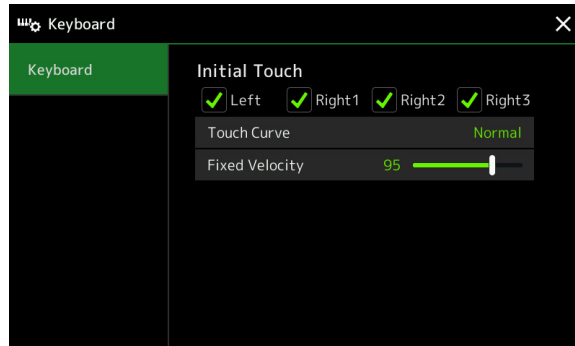 Keyboard
Keyboard
Initial Touch
Left Right1 Right2 Right3
Touch Curve Normal
Fixed Velocity 95